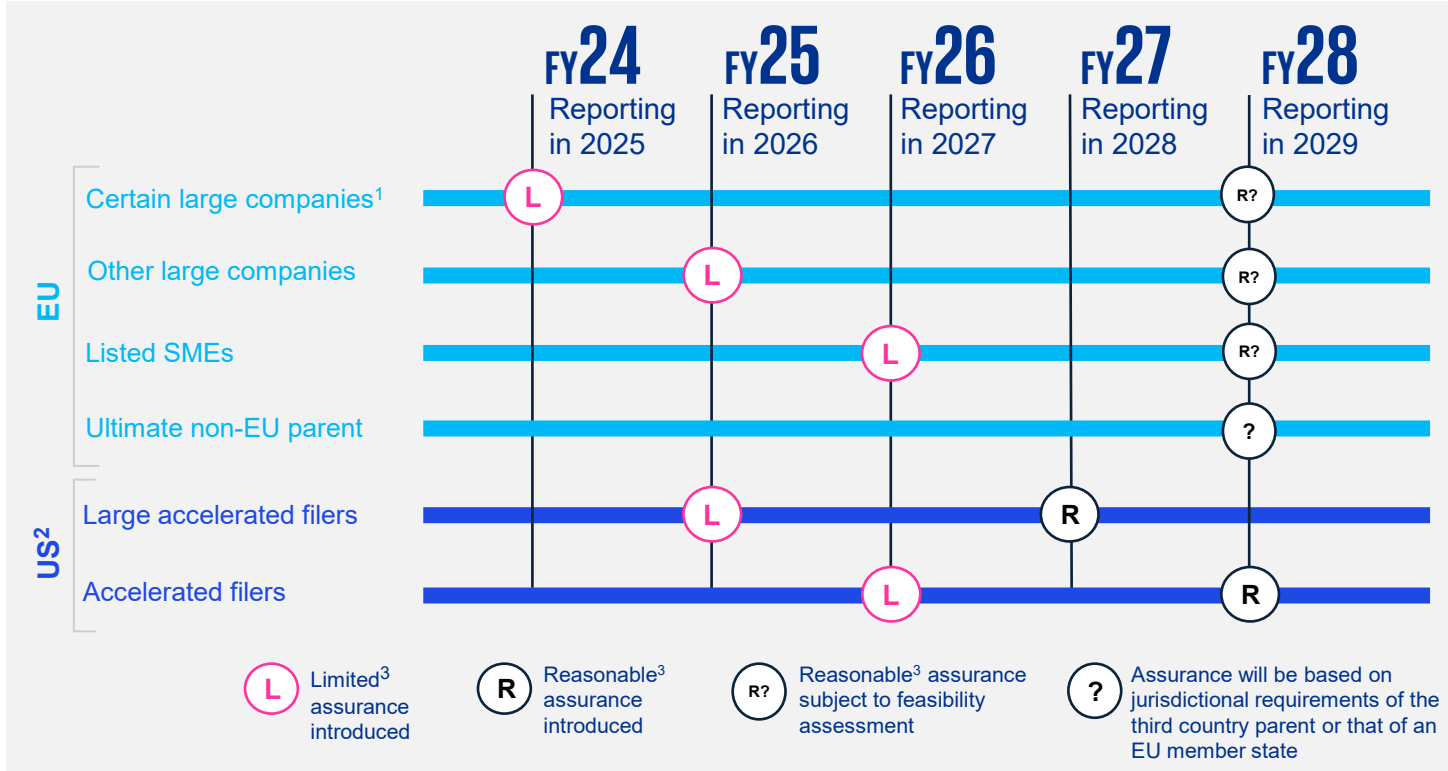 FY24
Reporting
in 2025
FY25
Reporting
in 2026
FY26
Reporting
in 2027
FY27
Reporting
in 2028
FY28
Reporting
in 2029
EU
Certain large companies¹
L
R?
Other large companies
L
R?
Listed SMEs
L
R?
Ultimate non-EU parent
?
US²
Large accelerated filers
L
R
Accelerated filers
L
R
L
Limited³
assurance
introduced
R
Reasonable³
assurance
introduced
R?
Reasonable³ assurance
subject to feasibility
assessment
?
Assurance will be based on
jurisdictional requirements of the
third country parent or that of an
EU member state